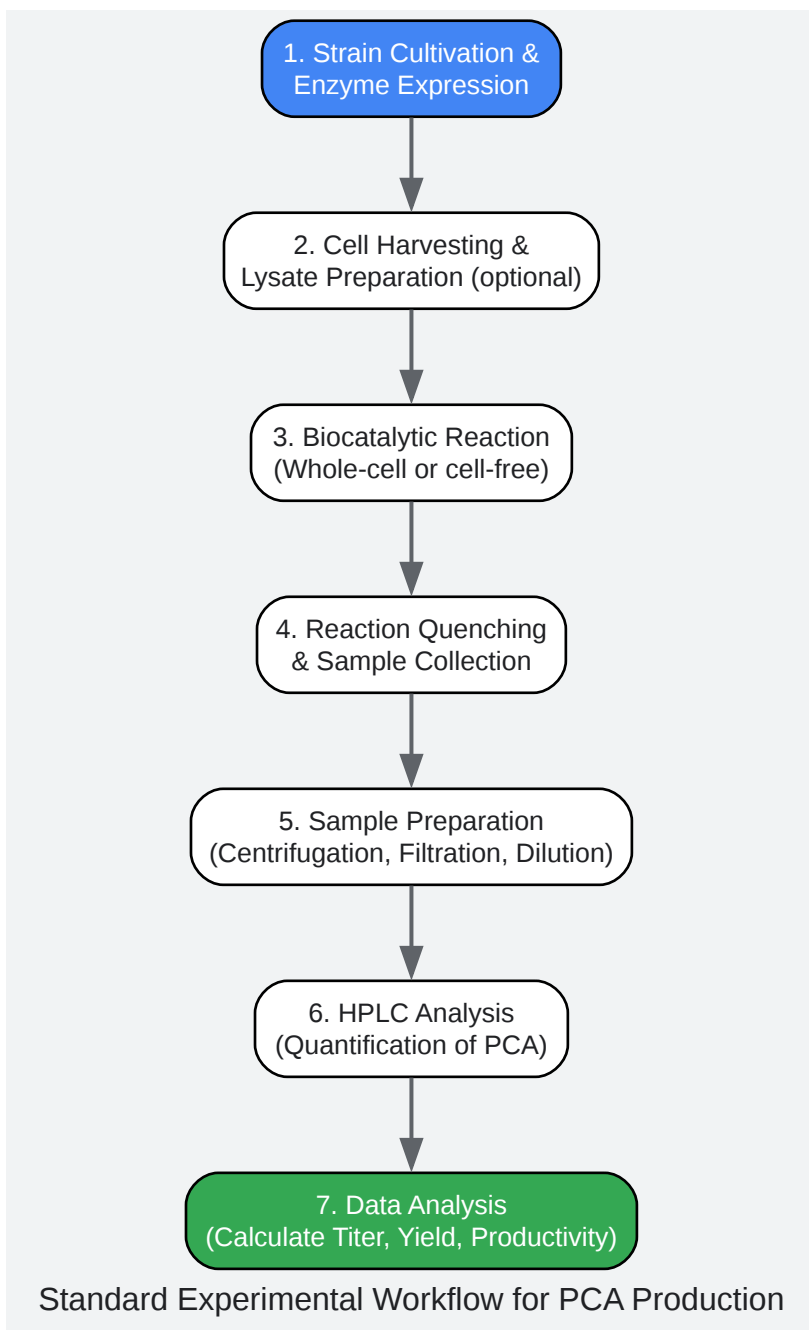 1. Strain Cultivation &
Enzyme Expression
2. Cell Harvesting &
Lysate Preparation (optional)
3. Biocatalytic Reaction
(Whole-cell or cell-free)
4. Reaction Quenching
& Sample Collection
5. Sample Preparation
(Centrifugation, Filtration, Dilution)
6. HPLC Analysis
(Quantification of PCA)
7. Data Analysis
(Calculate Titer, Yield, Productivity)
Standard Experimental Workflow for PCA Production